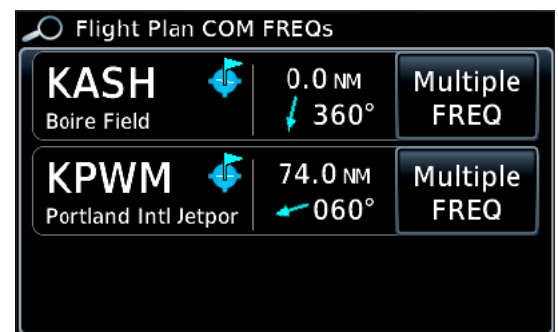 Flight Plan COM FREQs
KASH
Boire Field
0.0 NM
360°
Multiple
FREQ
KPWM
Portland Intl Jetpor
74.0 NM
060°
Multiple
FREQ